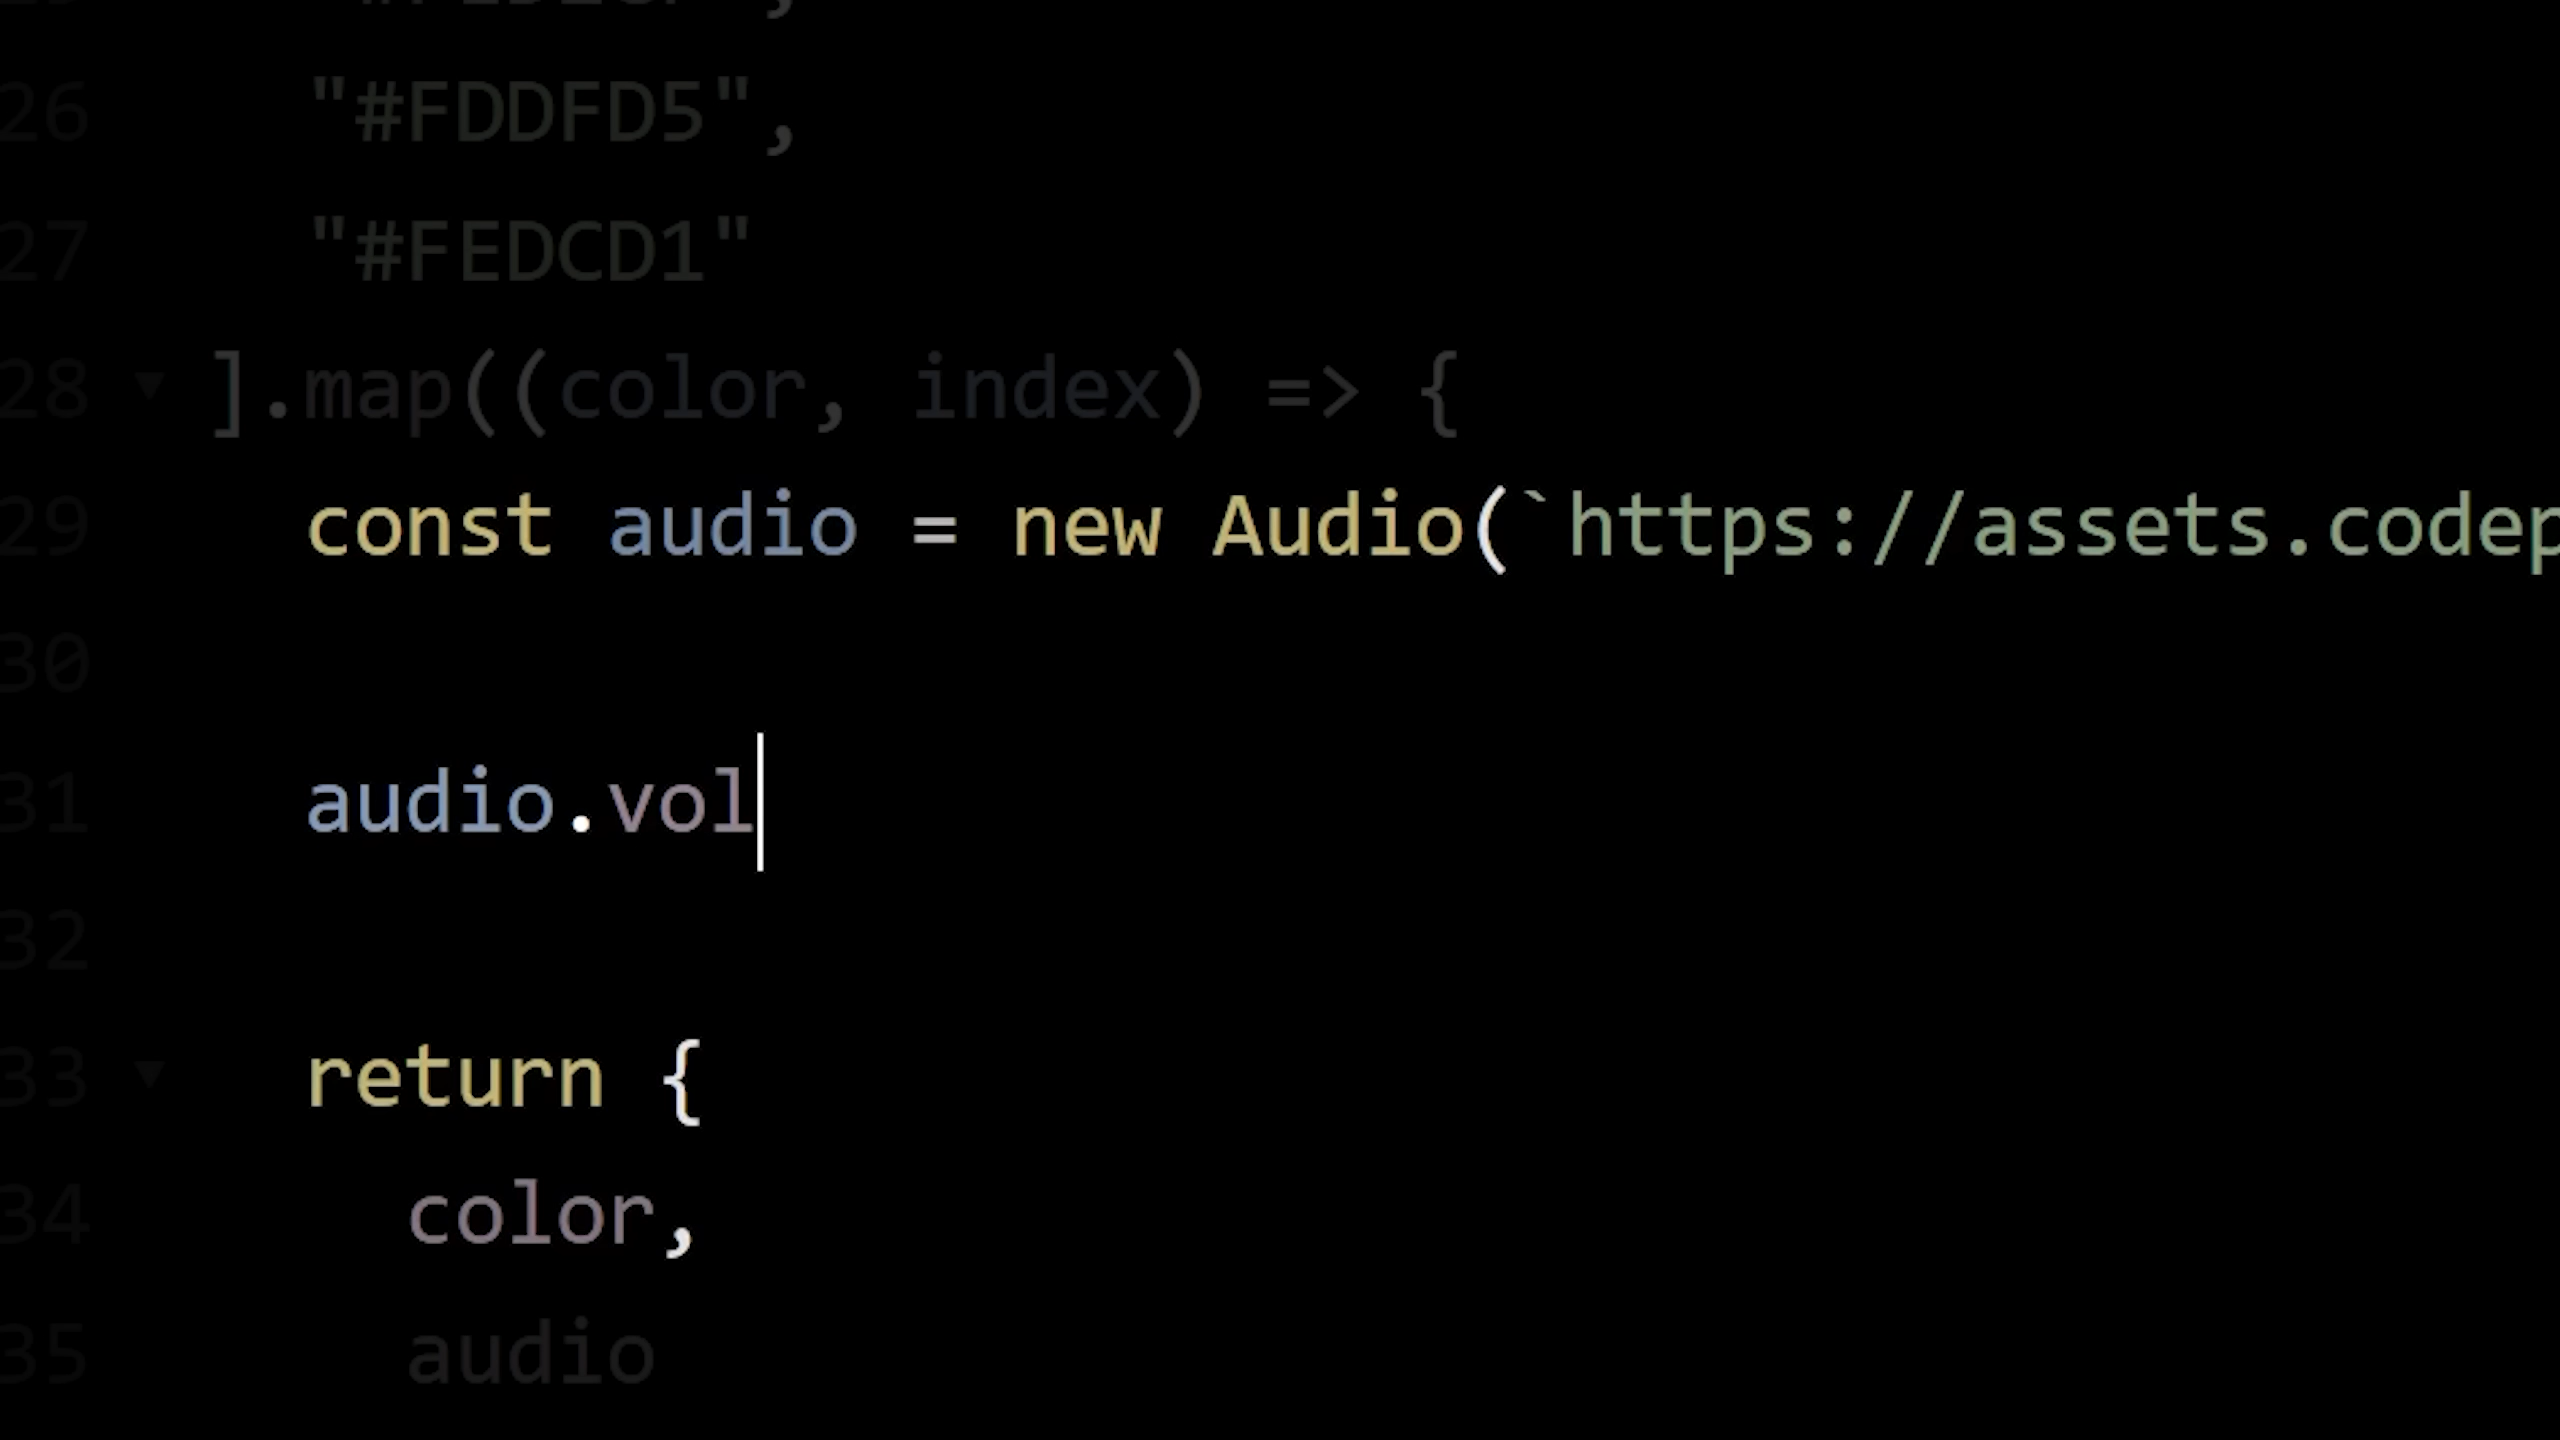 26 "#FDDFD5",
27 "#FEDCD1"
28 ].map((color, index) => {
29 const audio = new Audio(`https://assets.codep
30
31 audio.vol
32
33 return {
34 color,
35 audio